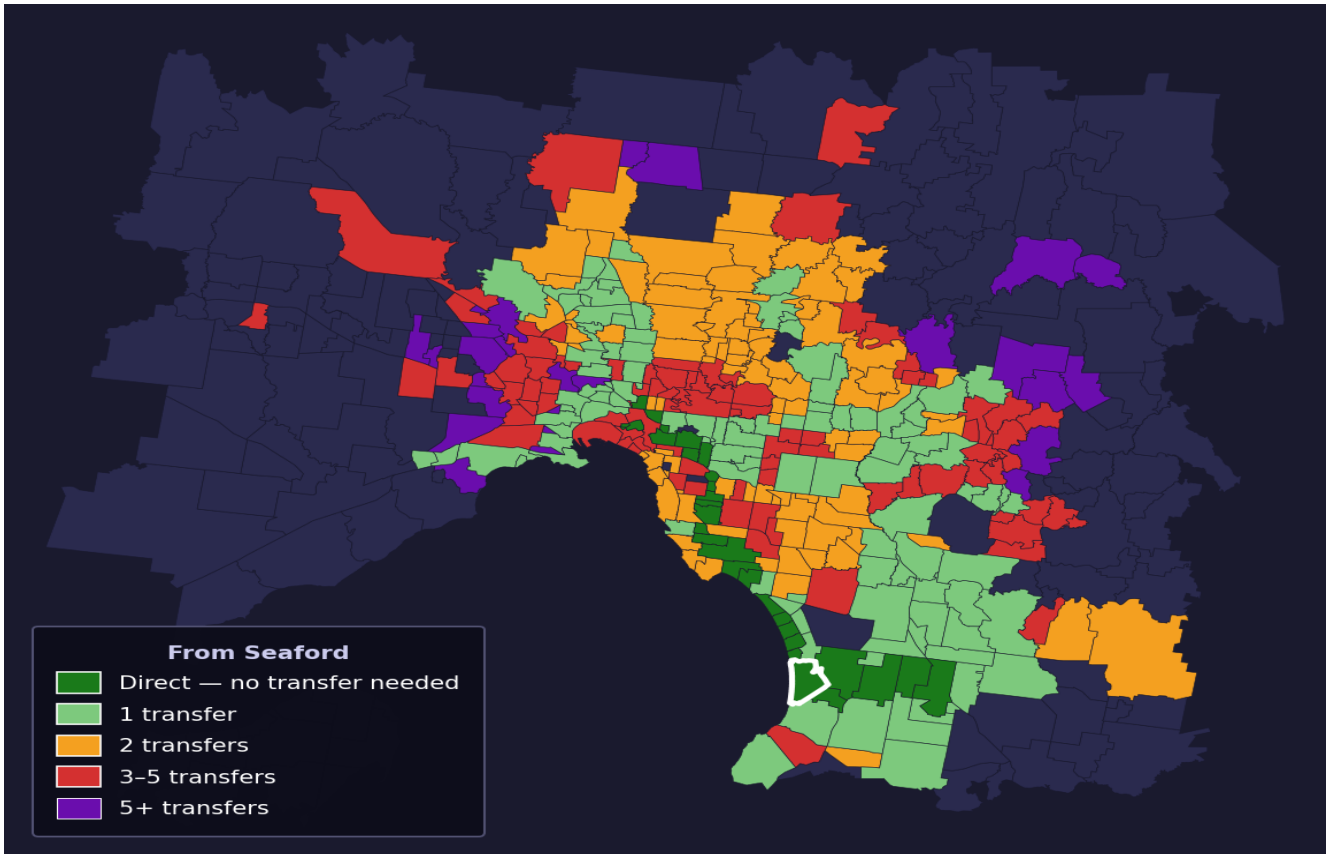 From Seaford
Direct — no transfer needed
1 transfer
2 transfers
3–5 transfers
5+ transfers